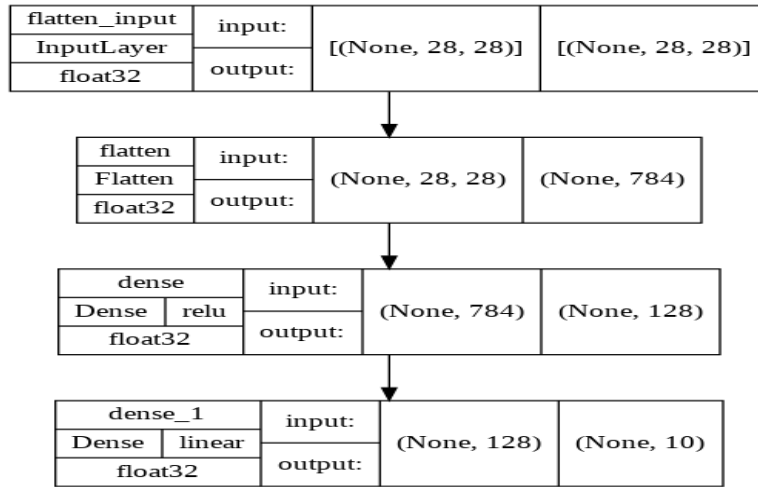 flatten_input
InputLayer
float32
input:
output:
[(None, 28, 28)]
[(None, 28, 28)]
flatten
Flatten
float32
input:
output:
(None, 28, 28)
(None, 784)
dense
Dense relu
float32
input:
output:
(None, 784)
(None, 128)
dense_1
Dense linear
float32
input:
output:
(None, 128)
(None, 10)